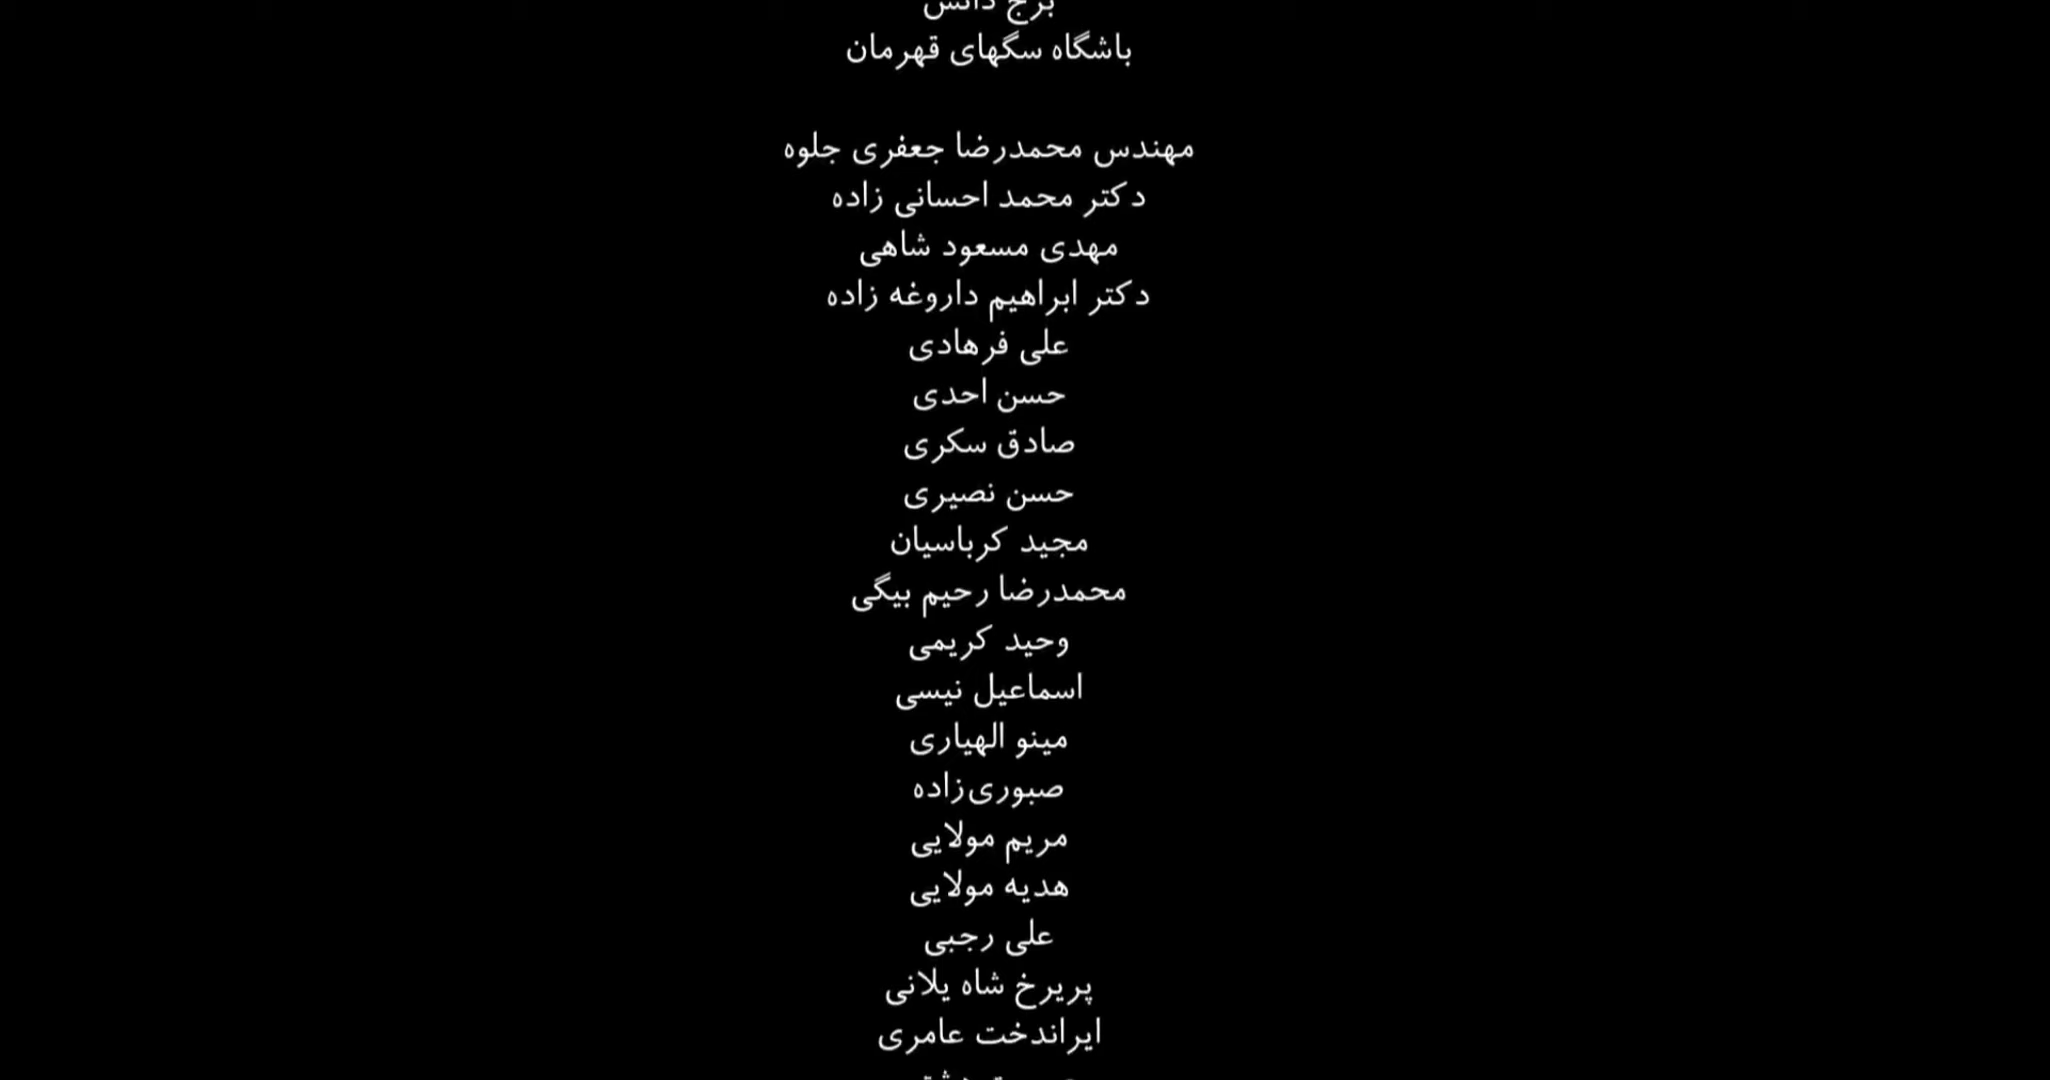 برج دانش
باشگاه سگهای قهرمان
مهندس محمدرضا جعفری جلوه
دکتر محمد احسانی زاده
مهدی مسعود شاهی
دکتر ابراهیم داروغه زاده
علی فرهادی
حسن احدی
صادق سکری
حسن نصیری
مجید کرباسیان
محمدرضا رحیم بیگی
وحید کریمی
اسماعیل نیسی
مینو الهیاری
صبوری‌زاده
مریم مولایی
هدیه مولایی
علی رجبی
پریرخ شاه یلانی
ایراندخت عامری